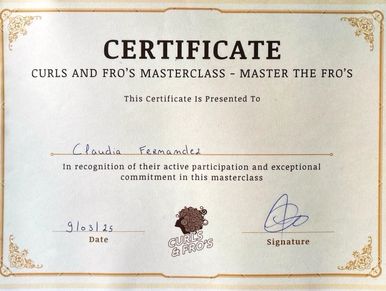 CERTIFICATE
CURLS AND FRO'S MASTERCLASS - MASTER THE FRO'S
This Certificate Is Presented To
Claudia Fermandez
In recognition of their active participation and exceptional
commitment in this masterclass
9/03/25
Date
CURLS
& FRO'S
Signature